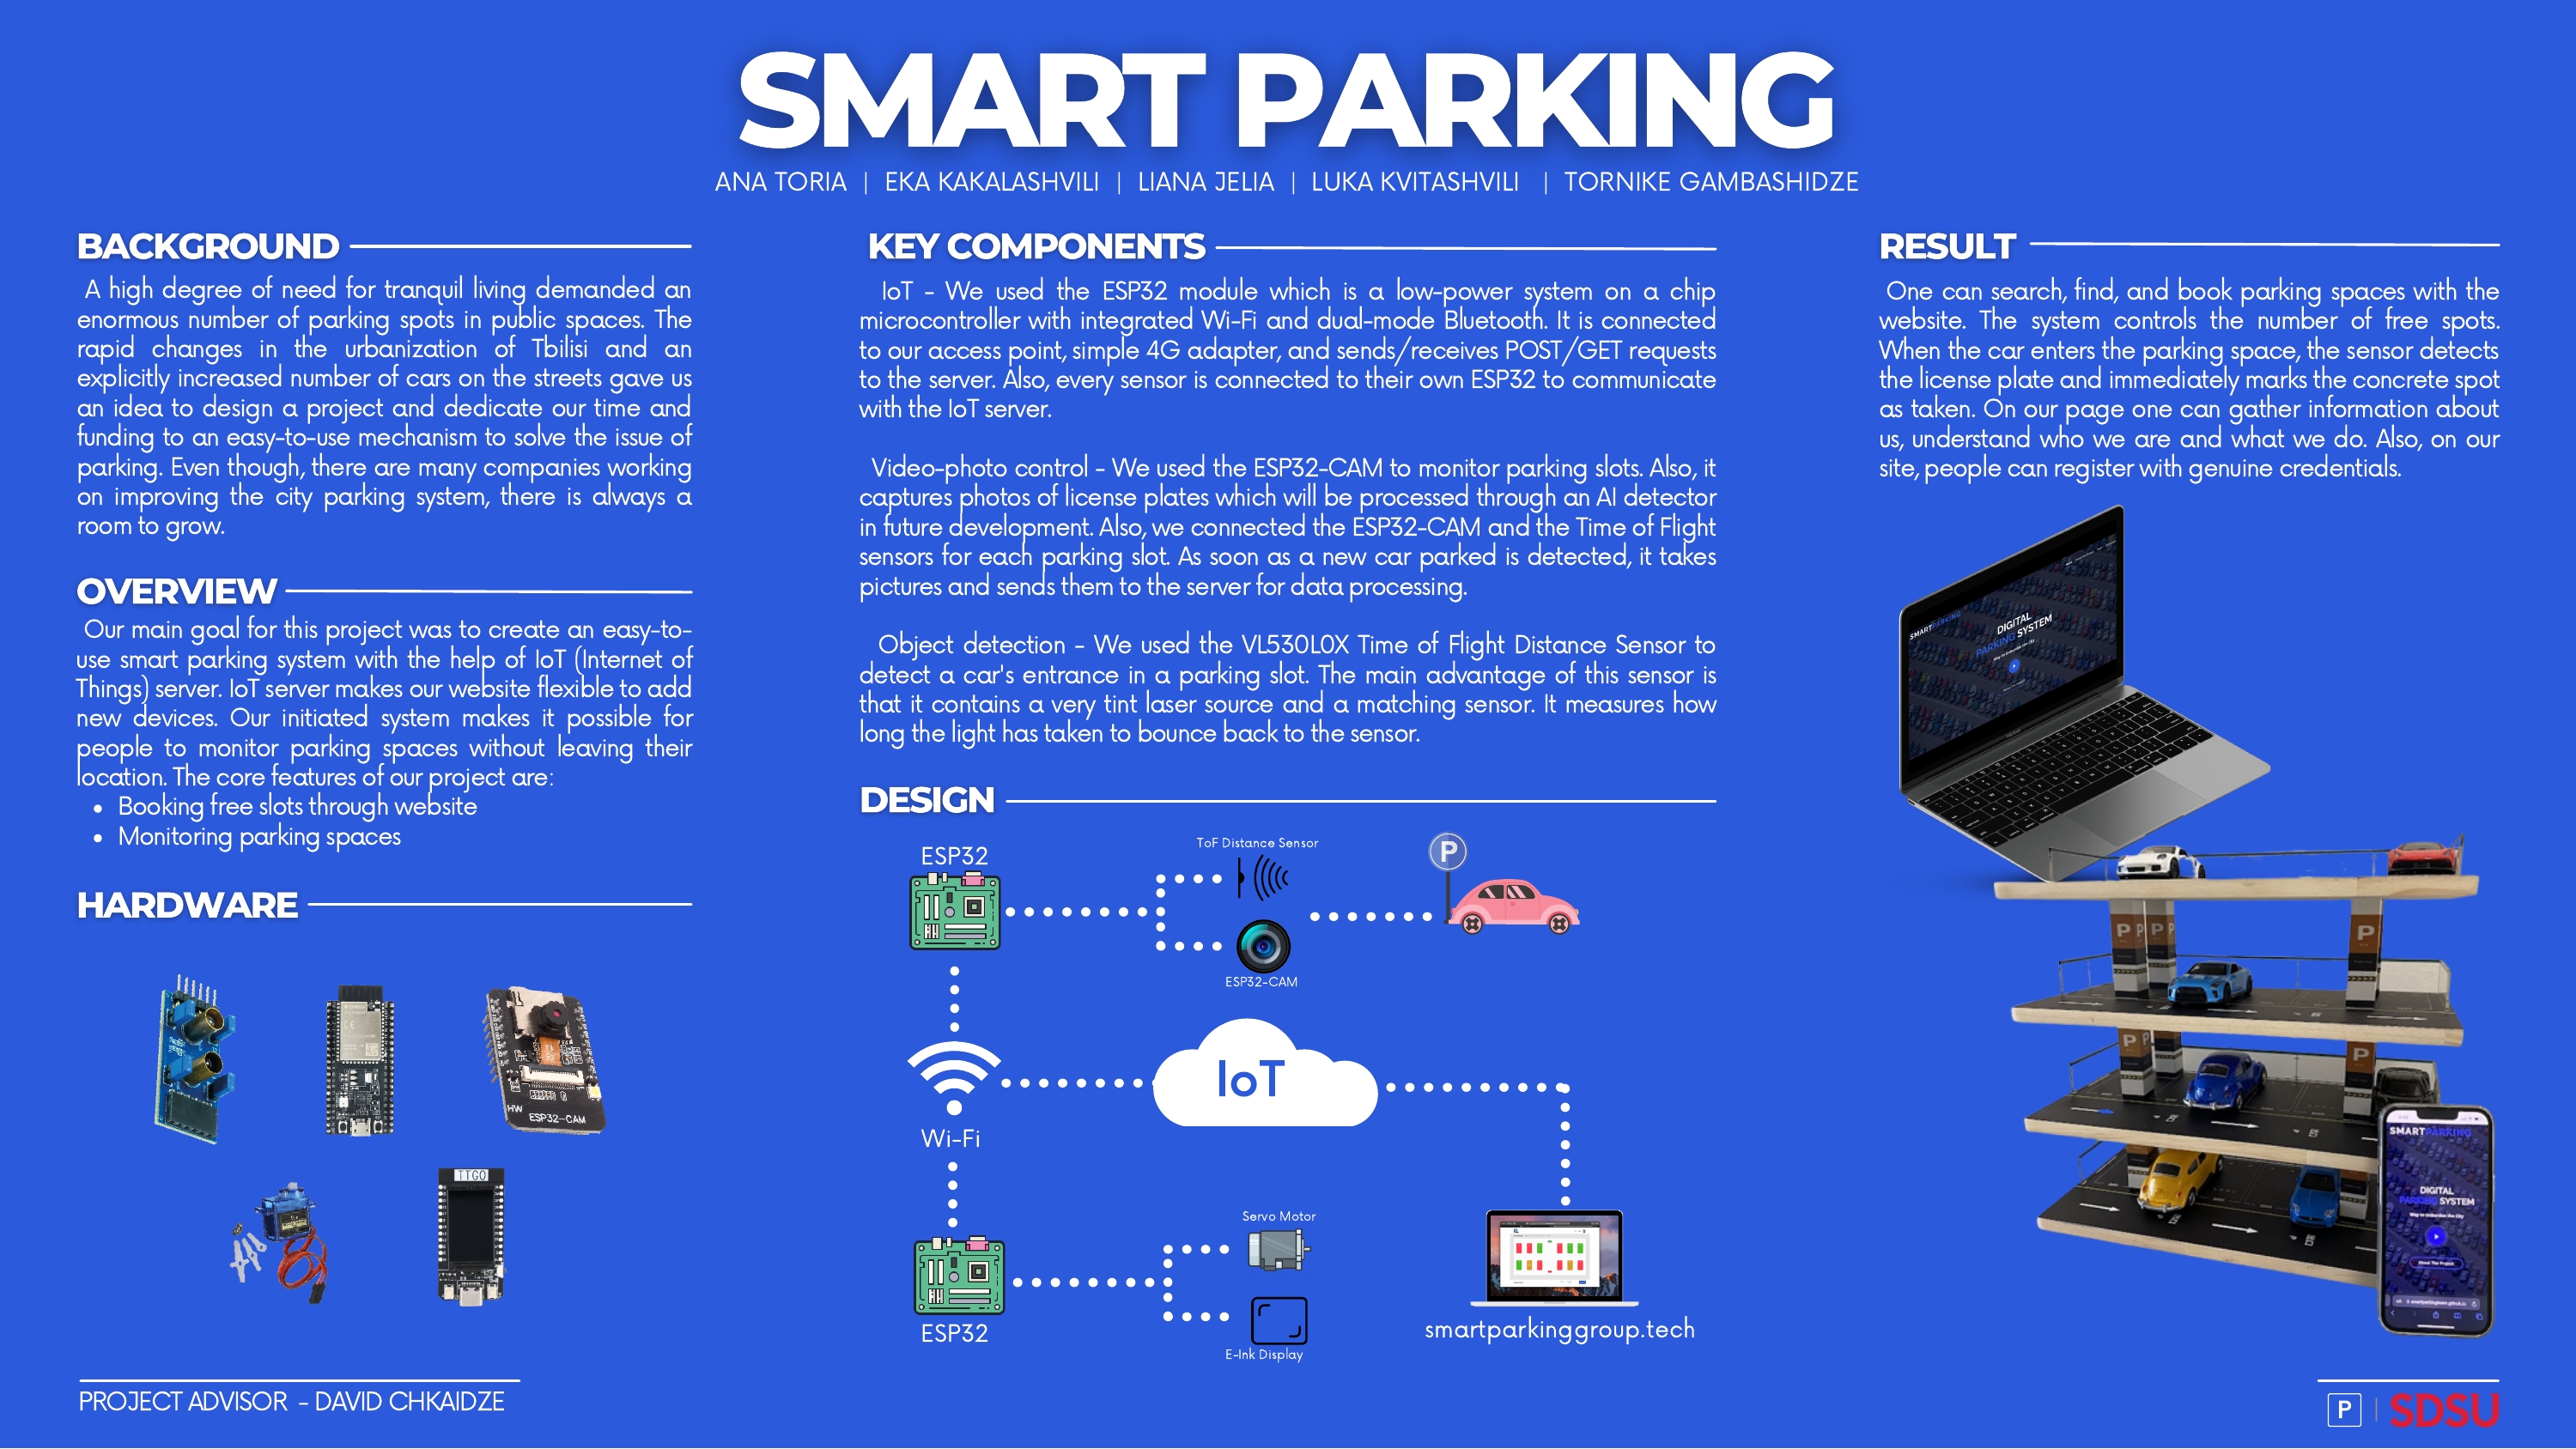 SMART PARKING
ANA TORIA | EKA KAKALASHVILI | LIANA JELIA | LUKA KVITASHVILI | TORNIKE GAMBASHIDZE
BACKGROUND
A high degree of need for tranquil living demanded an
enormous number of parking spots in public spaces. The
rapid changes in the urbanization of Tbilisi and an
explicitly increased number of cars on the streets gave us
an idea to design a project and dedicate our time and
funding to an easy-to-use mechanism to solve the issue of
parking. Even though, there are many companies working
on improving the city parking system, there is always a
room to grow.
OVERVIEW
Our main goal for this project was to create an easy-to-
use smart parking system with the help of IoT (Internet of
Things) server. IoT server makes our website flexible to add
new devices. Our initiated system makes it possible for
people to monitor parking spaces without leaving their
location. The core features of our project are:
• Booking free slots through website
• Monitoring parking spaces
HARDWARE
HW
ESP32-CAM
TTGO
PROJECT ADVISOR - DAVID CHKAIDZE
KEY COMPONENTS
IoT - We used the ESP32 module which is a low-power system on a chip
microcontroller with integrated Wi-Fi and dual-mode Bluetooth. It is connected
to our access point, simple 4G adapter, and sends/receives POST/GET requests
to the server. Also, every sensor is connected to their own ESP32 to communicate
with the IoT server.
Video-photo control - We used the ESP32-CAM to monitor parking slots. Also, it
captures photos of license plates which will be processed through an AI detector
in future development. Also, we connected the ESP32-CAM and the Time of Flight
sensors for each parking slot. As soon as a new car parked is detected, it takes
pictures and sends them to the server for data processing.
Object detection - We used the VL530L0X Time of Flight Distance Sensor to
detect a car's entrance in a parking slot. The main advantage of this sensor is
that it contains a very tint laser source and a matching sensor. It measures how
long the light has taken to bounce back to the sensor.
DESIGN
ESP32
ToF Distance Sensor
P
ESP32-CAM
IoT
Wi-Fi
Servo Motor
ESP32
E-Ink Display
smartparkinggroup.tech
RESULT
One can search, find, and book parking spaces with the
website. The system controls the number of free spots.
When the car enters the parking space, the sensor detects
the license plate and immediately marks the concrete spot
as taken. On our page one can gather information about
us, understand who we are and what we do. Also, on our
site, people can register with genuine credentials.
SMARTPARKING
DIGITAL
PARKING SYSTEM
P P P P
P P P
SMARTPARKING
DIGITAL
PARKING SYSTEM
Way to Unburden the City
About The Project
P | SDSU